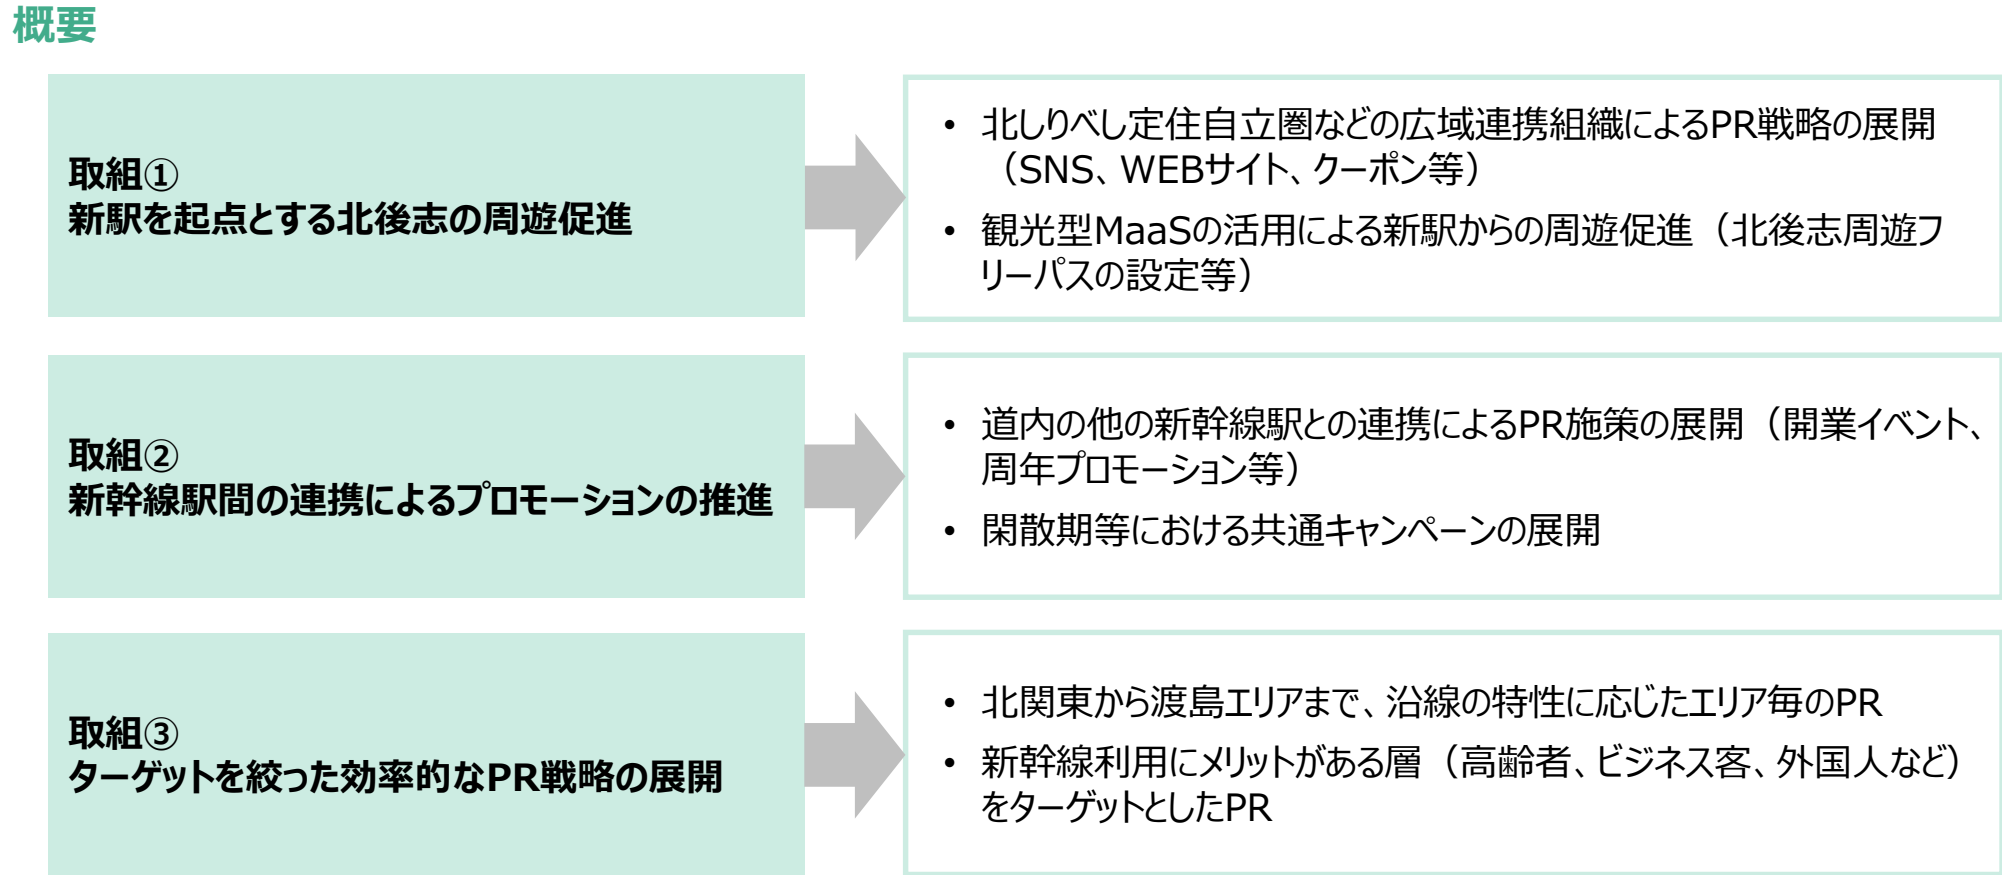 概要
取組①
新駅を起点とする北後志の周遊促進
• 北しりべし定住自立圏などの広域連携組織によるPR戦略の展開
（SNS、WEBサイト、クーポン等）
• 観光型MaaSの活用による新駅からの周遊促進（北後志周遊フ
リーパスの設定等）
取組②
新幹線駅間の連携によるプロモーションの推進
• 道内の他の新幹線駅との連携によるPR施策の展開（開業イベント、
周年プロモーション等）
• 閑散期等における共通キャンペーンの展開
取組③
ターゲットを絞った効率的なPR戦略の展開
• 北関東から渡島エリアまで、沿線の特性に応じたエリア毎のPR
• 新幹線利用にメリットがある層（高齢者、ビジネス客、外国人など）
をターゲットとしたPR